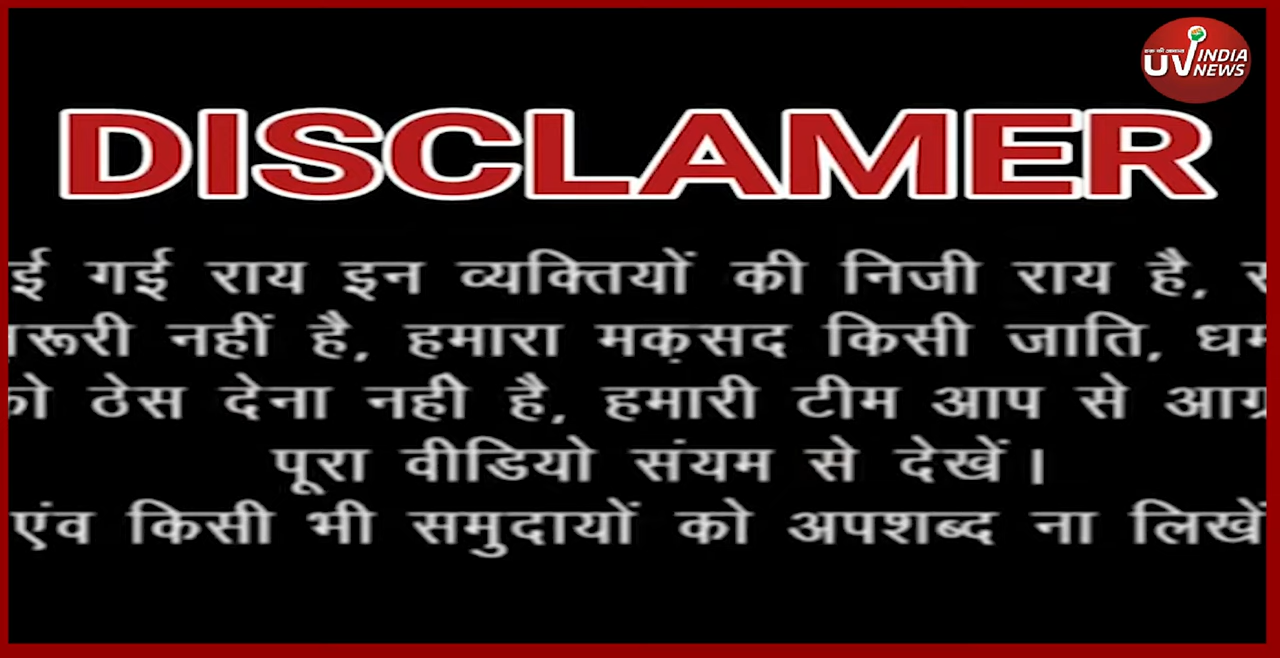 UV INDIA NEWS
DISCLAMER
ई गई राय इन व्यक्तियों की निजी राय है,
नहीं है, हमारा मक़सद किसी जाति,
को ठेस देना नही है, हमारी टीम आप से
पूरा वीडियो संयम से देखें।
एंव किसी भी समुदायों को अपशब्द ना लिखें